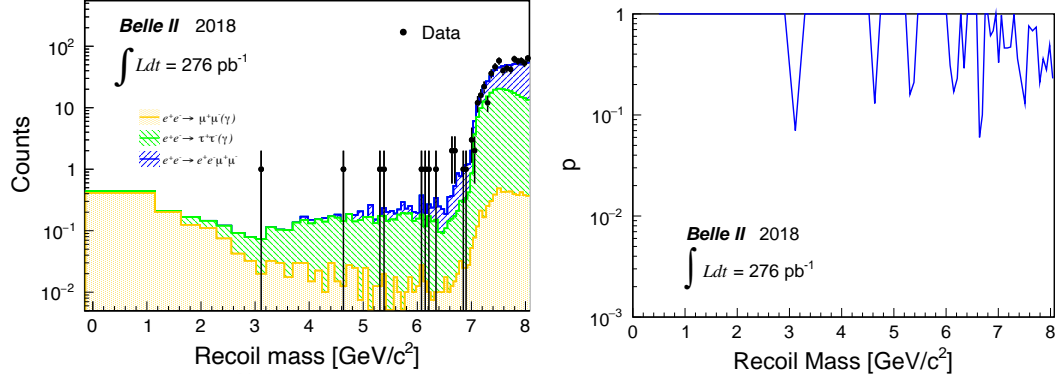 Belle II 2018
∫ Ldt = 276 pb⁻¹
Data
e⁺e⁻→ μ⁺μ⁻(γ)
e⁺e⁻→ τ⁺τ⁻(γ)
e⁺e⁻→ e⁺e⁻μ⁺μ⁻
Counts
10²
10
1
10⁻¹
10⁻²
0 1 2 3 4 5 6 7 8
Recoil mass [GeV/c²]
p
1
10⁻¹
10⁻²
10⁻³
Belle II 2018
∫ Ldt = 276 pb⁻¹
0 1 2 3 4 5 6 7 8
Recoil Mass [GeV/c²]